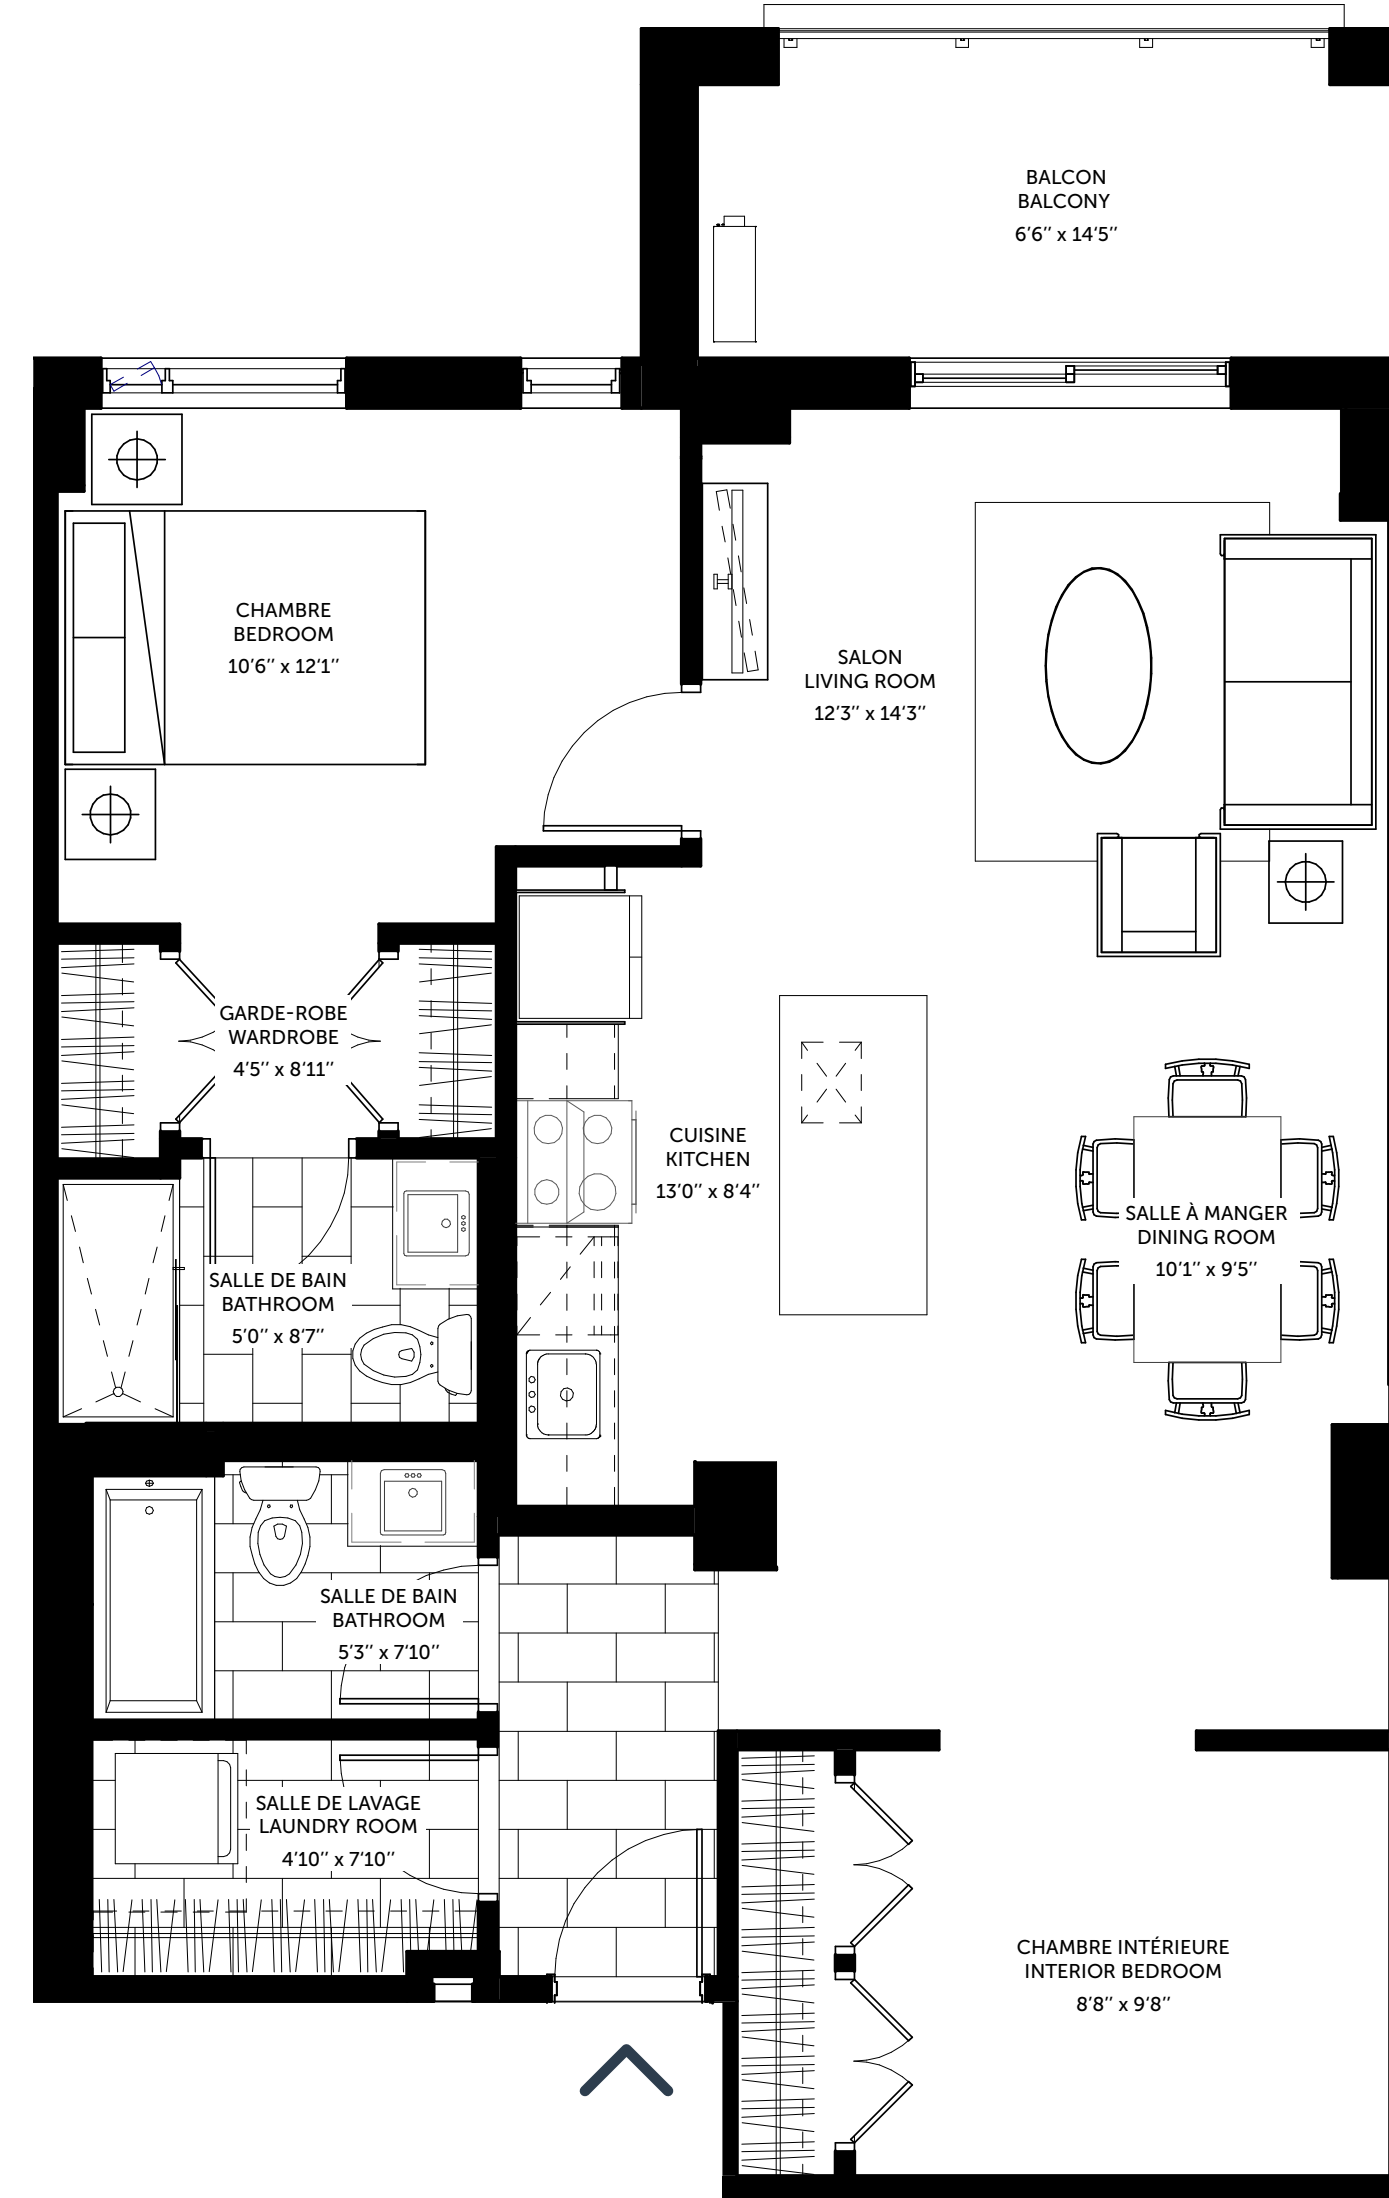 BALCON
BALCONY
6'6'' x 14'5''
CHAMBRE
BEDROOM
10'6'' x 12'1''
SALON
LIVING ROOM
12'3'' x 14'3''
GARDE-ROBE
WARDROBE
4'5'' x 8'11''
CUISINE
KITCHEN
13'0'' x 8'4''
SALLE À MANGER
DINING ROOM
10'1'' x 9'5''
SALLE DE BAIN
BATHROOM
5'0'' x 8'7''
SALLE DE BAIN
BATHROOM
5'3'' x 7'10''
SALLE DE LAVAGE
LAUNDRY ROOM
4'10'' x 7'10''
CHAMBRE INTÉRIEURE
INTERIOR BEDROOM
8'8'' x 9'8''